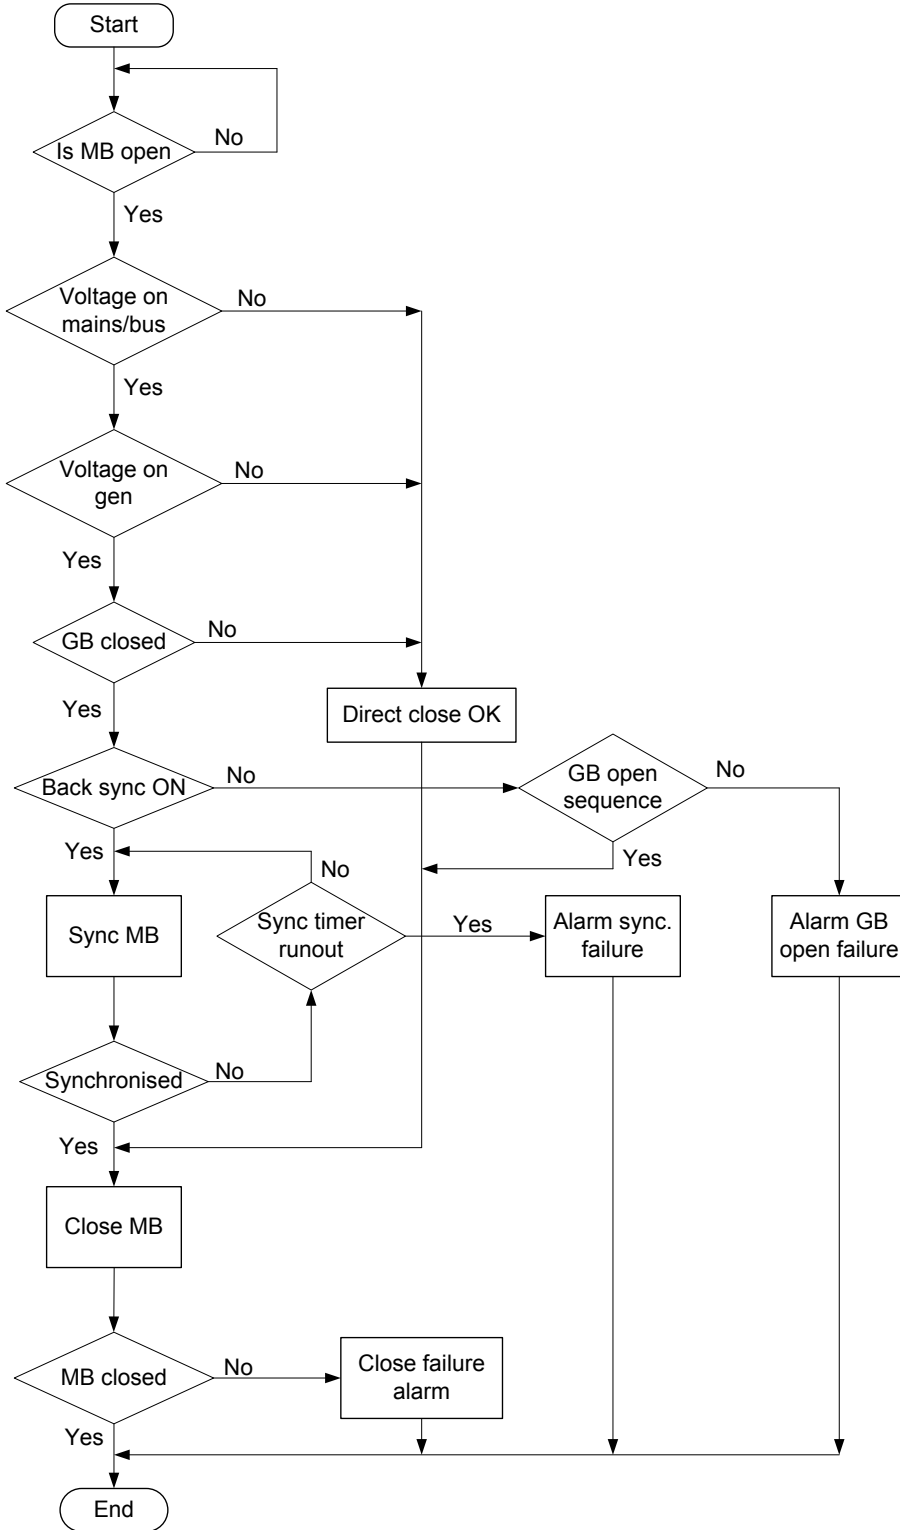 Start
No
Is MB open
Yes
Voltage on
mains/bus
No
Yes
Voltage on
gen
No
Yes
GB closed
No
Yes
Direct close OK
Back sync ON
No
GB open
sequence
No
Yes
Yes
No
Sync MB
Sync timer
runout
Yes
Alarm sync.
failure
Alarm GB
open failure
Synchronised
No
Yes
Close MB
MB closed
No
Close failure
alarm
Yes
End